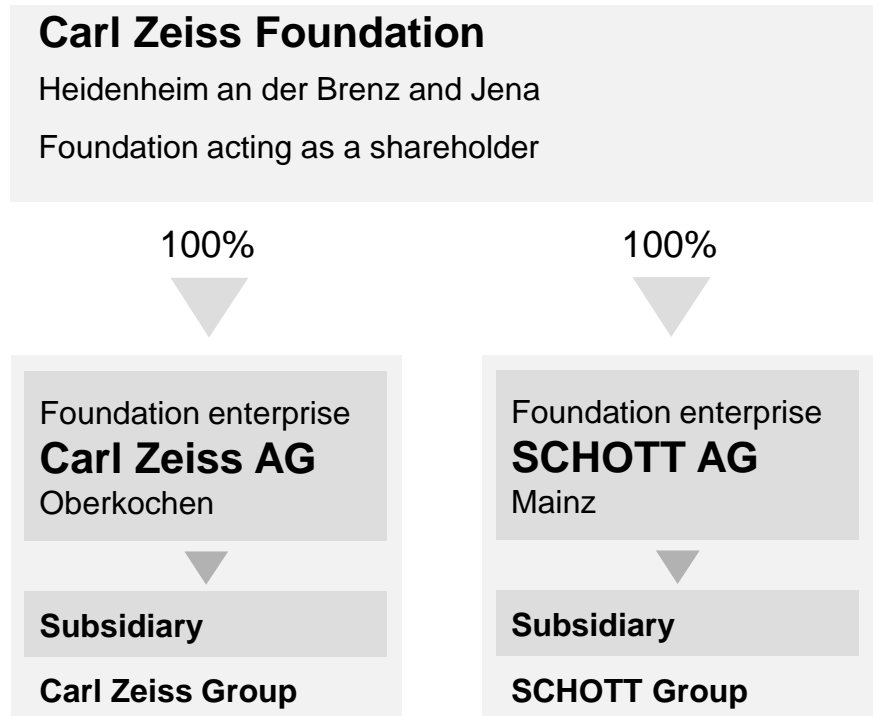 Carl Zeiss Foundation
Heidenheim an der Brenz and Jena
Foundation acting as a shareholder
100%
100%
Foundation enterprise
Carl Zeiss AG
Oberkochen
Subsidiary
Carl Zeiss Group
Foundation enterprise
SCHOTT AG
Mainz
Subsidiary
SCHOTT Group